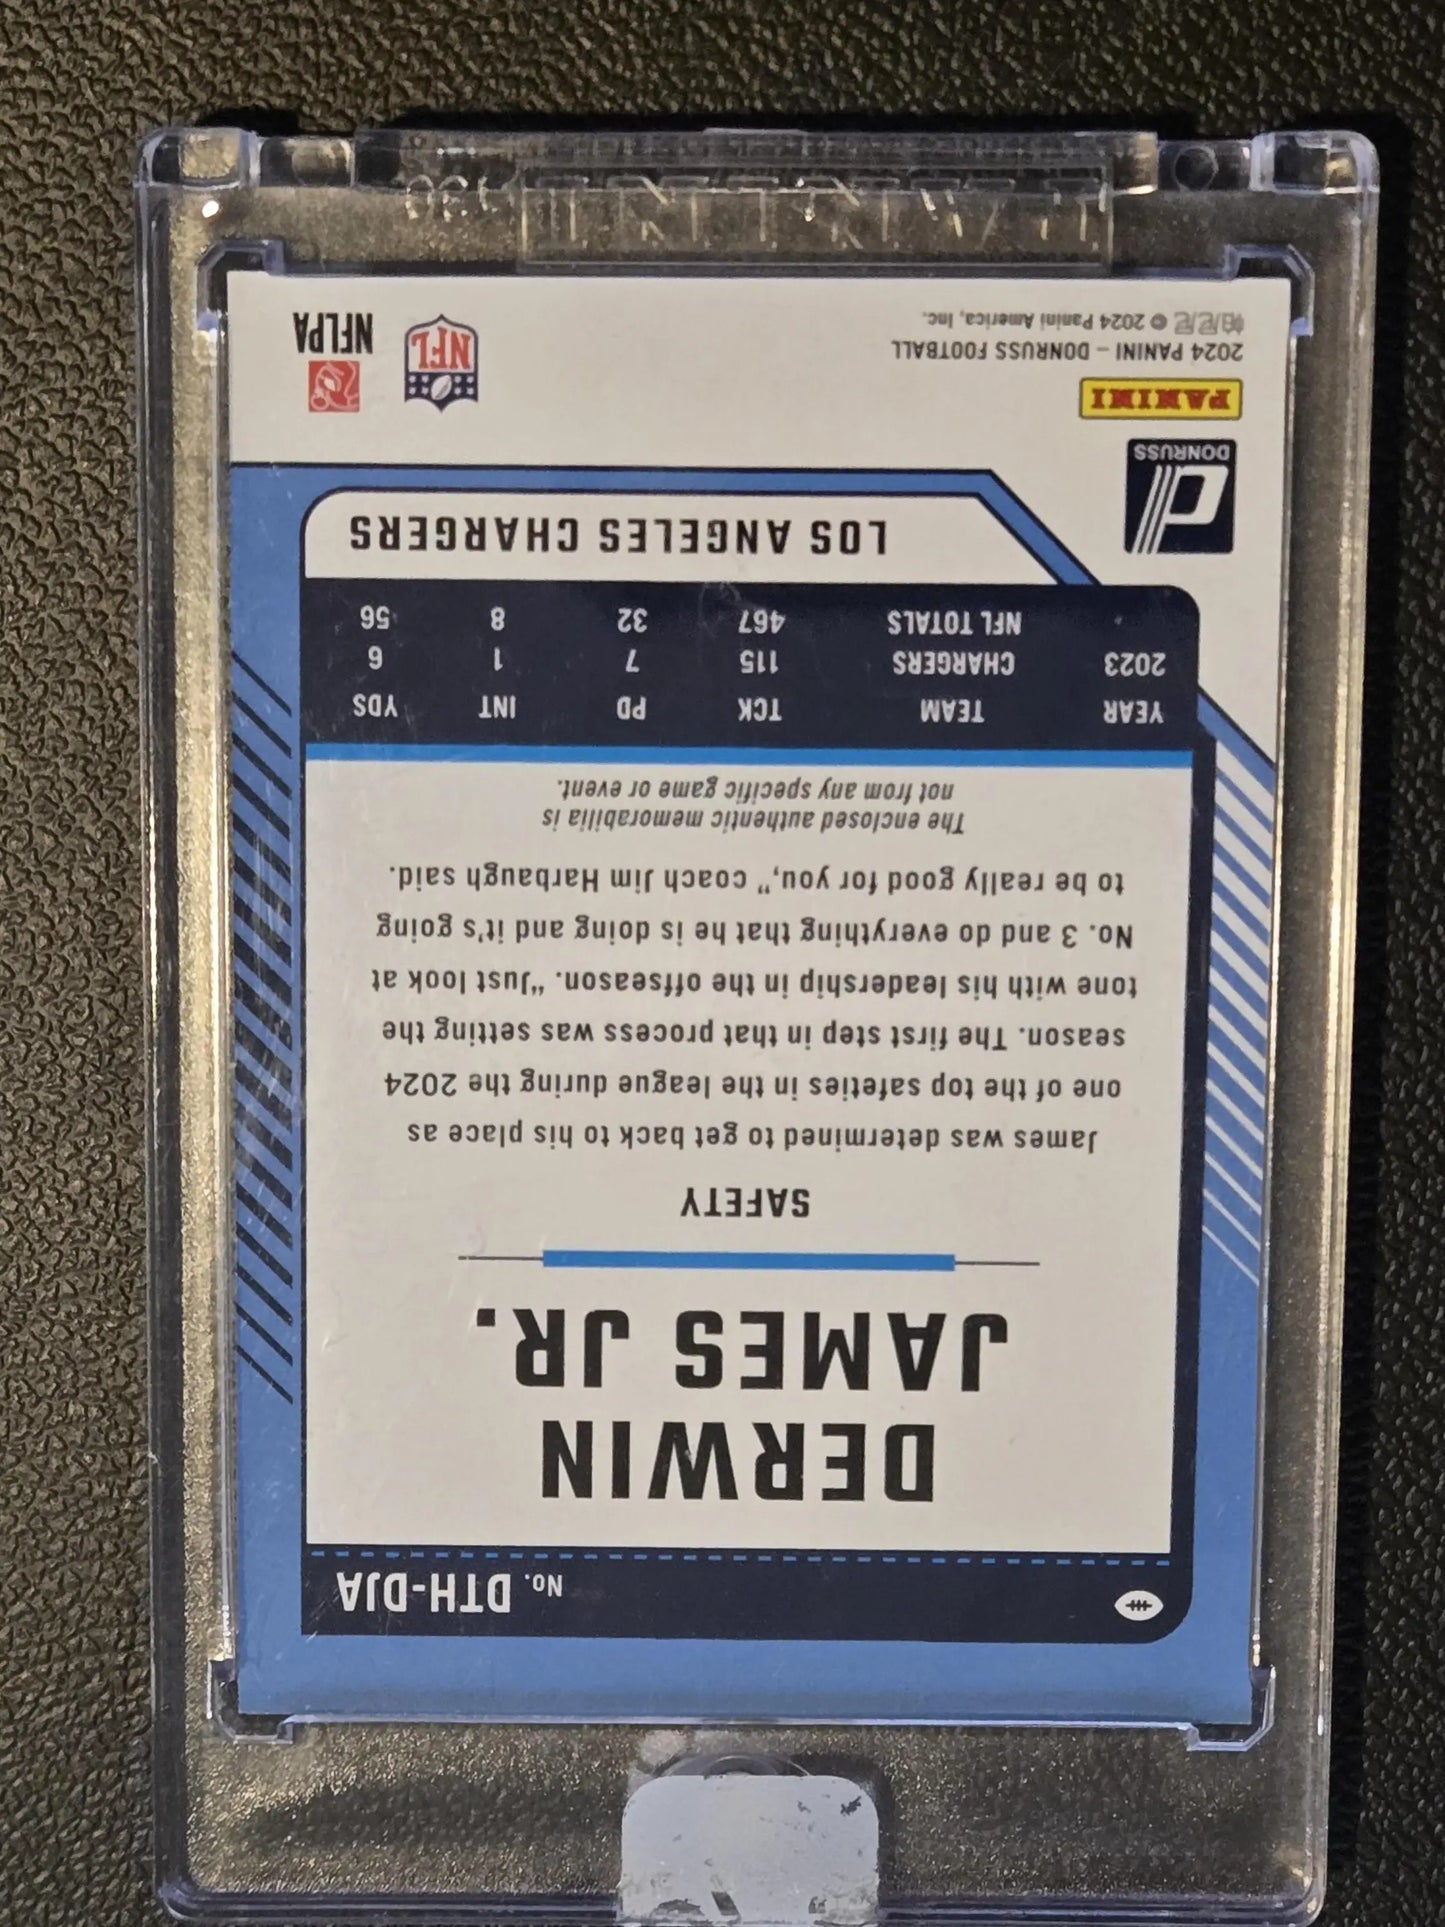 No. DTH-DJA
DERWIN
JAMES JR.
SAFETY
James was determined to get back to his place as
one of the top safeties in the league during the 2024
season. The first step in that process was setting the
tone with his leadership in the offseason. "Just look at
No. 3 and do everything that he is doing and it's going
to be really good for you," coach Jim Harbaugh said.
The enclosed authentic memorabilia is
not from any specific game or event.
YEAR TEAM TCK PD INT YDS
2023 CHARGERS 115 7 1 6
NFL TOTALS 467 32 8 56
LOS ANGELES CHARGERS
DONRUSS
PANINI
2024 PANINI – DONRUSS FOOTBALL
© 2024 Panini America, Inc.
NFL
NFLPA